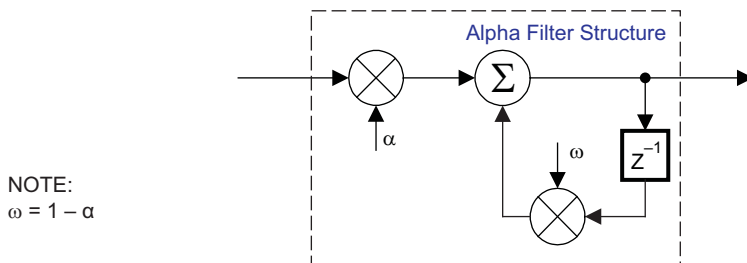 Alpha Filter Structure
Σ
α
ω
Z⁻¹
NOTE:
ω = 1 – α